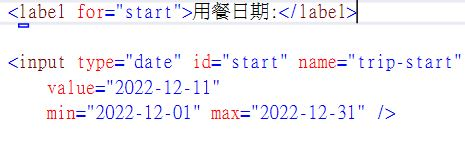 <label for="start">用餐日期:</label>
<input type="date" id="start" name="trip-start"
value="2022-12-11"
min="2022-12-01" max="2022-12-31" />